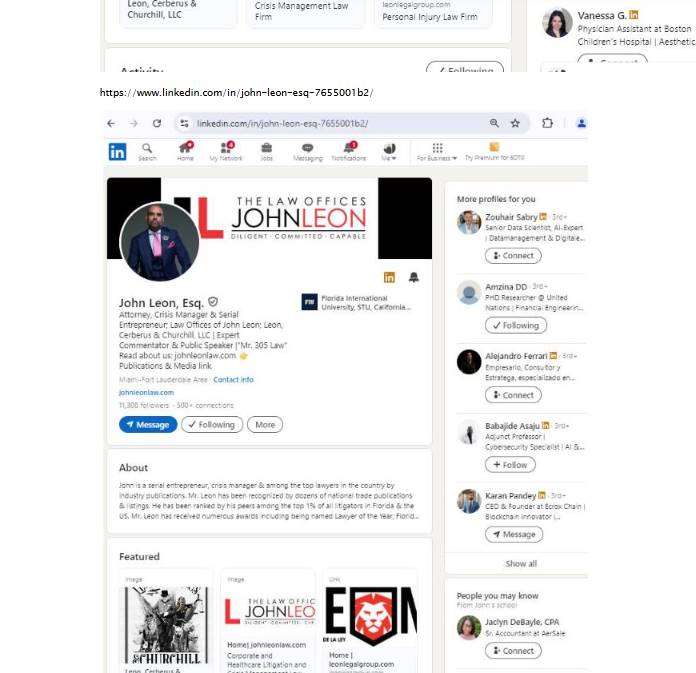 Leon, Cerberus &
Churchill, LLC
Crisis Management Law
Firm
leonlegalgroup.com
Personal Injury Law Firm
Vanessa G. in
Physician Assistant at Boston
Children's Hospital | Aesthetic
Connect
Activity
Following
https://www.linkedin.com/in/john-leon-esq-7655001b2/
linkedin.com/in/john-leon-esq-7655001b2/
in
Search
Home
My Network
Jobs
Messaging
Notifications
Me
For Business
Try Premium for
THE LAW OFFICES
JOHNLEON
DILIGENT · COMMITTED · CAPABLE
in
John Leon, Esq.
Attorney, Crisis Manager & Serial
Entrepreneur; Law Offices of John Leon; Leon,
Cerberus & Churchill, LLC | Expert
Commentator & Public Speaker |"Mr. 305 Law"
Read about us: johnleonlaw.com 👉
Publications & Media link
Florida International
University, STU, California...
Miami-Fort Lauderdale Area · Contact info
johnleonlaw.com
11,300 followers · 500+ connections
Message
Following
More
About
John is a serial entrepreneur, crisis manager & among the top lawyers in the country by
industry publications. Mr. Leon has been recognized by dozens of national trade publications
& listings. He has been ranked by his peers among the top 1% of all litigators in Florida & the
US. Mr. Leon has received numerous awards including being named Lawyer of the Year, Florid...
Featured
Image
& CHURCHILL
Leon, Cerberus &
Image
THE LAW OFFIC
JOHNLEO
Home| johnleonlaw.com
Corporate and
Healthcare Litigation and
Crisis Management Law
Link
DE LA LEY
Home |
leonlegalgroup.com
More profiles for you
Zouhair Sabry in · 3rd+
Senior Data Scientist, AI-Expert
| Datamanagement & Digitale...
Connect
Amzina DD · 3rd+
PHD Researcher @ United
Nations | Financial Engineerin...
Following
Alejandro Ferrari in · 3rd+
Empresario, Consultor y
Estratega, especializado en...
Connect
Babajide Asaju in · 3rd+
Adjunct Professor |
Cybersecurity Specialist | AI &...
Follow
Karan Pandey in · 3rd+
CEO & Founder at Ecrox Chain |
Blockchain Innovator |...
Message
Show all
People you may know
From John's school
Jaclyn DeBayle, CPA
Sr. Accountant at AerSale
Connect